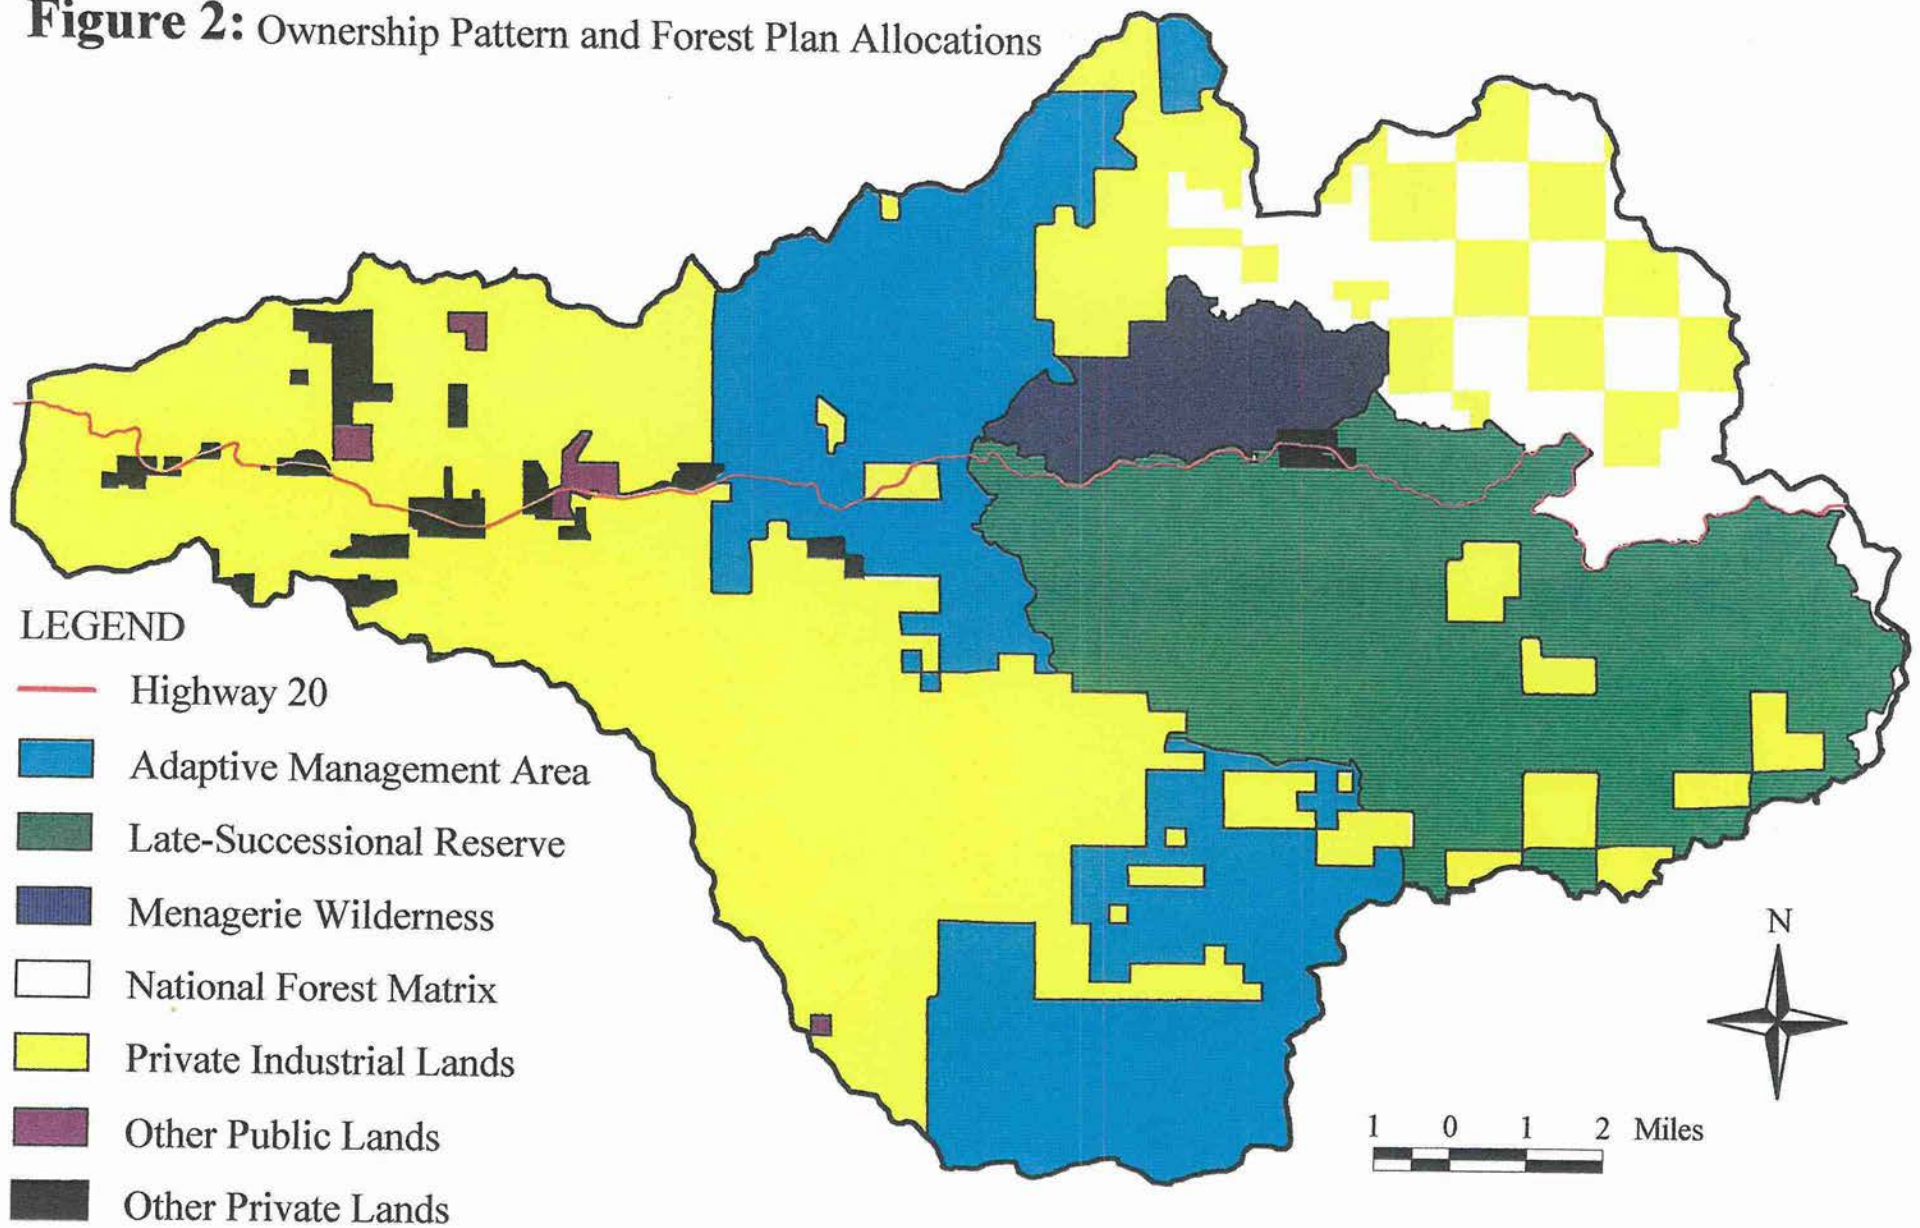 Figure 2: Ownership Pattern and Forest Plan Allocations
LEGEND
Highway 20
Adaptive Management Area
Late-Successional Reserve
Menagerie Wilderness
National Forest Matrix
Private Industrial Lands
Other Public Lands
Other Private Lands
N
1 0 1 2 Miles